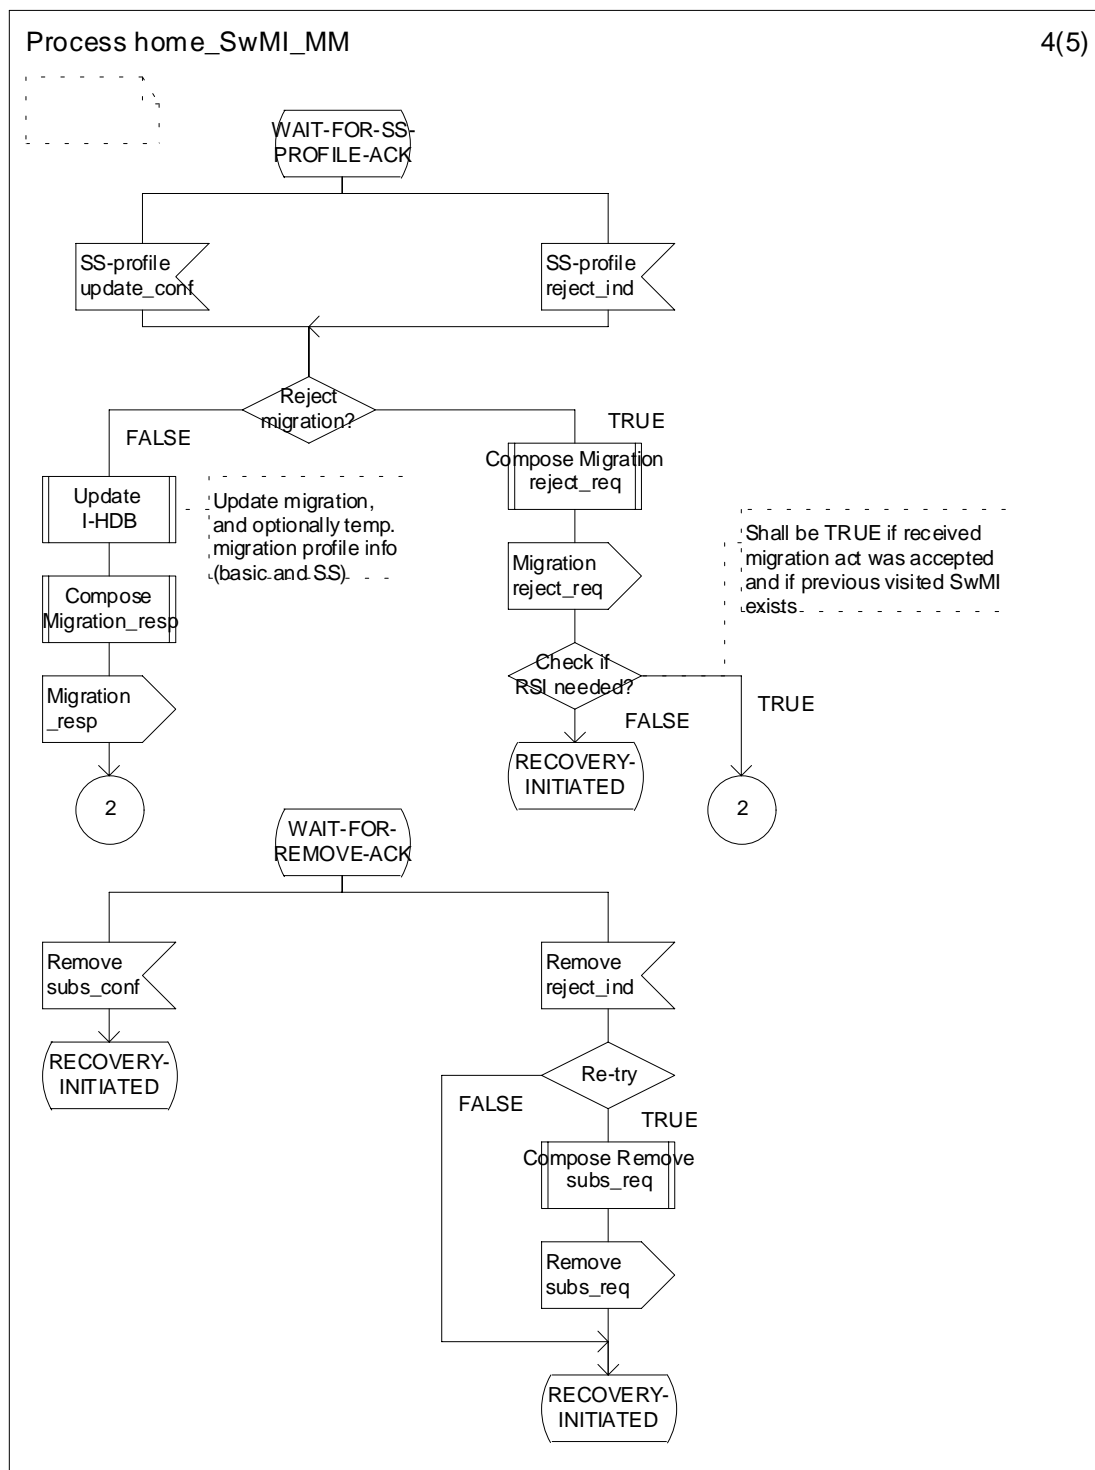 Process home_SwMI_MM
4(5)
WAIT-FOR-SS-
PROFILE-ACK
SS-profile
update_conf
SS-profile
reject_ind
Reject
migration?
FALSE
TRUE
Update
I-HDB
Update migration,
and optionally temp.
migration profile info
(basic and SS)
Compose Migration
reject_req
Shall be TRUE if received
migration act was accepted
and if previous visited SwMI
exists
Compose
Migration_resp
Migration
reject_req
Migration
_resp
Check if
RSI needed?
FALSE
TRUE
RECOVERY-
INITIATED
2
2
WAIT-FOR-
REMOVE-ACK
Remove
subs_conf
Remove
reject_ind
RECOVERY-
INITIATED
Re-try
FALSE
TRUE
Compose Remove
subs_req
Remove
subs_req
RECOVERY-
INITIATED